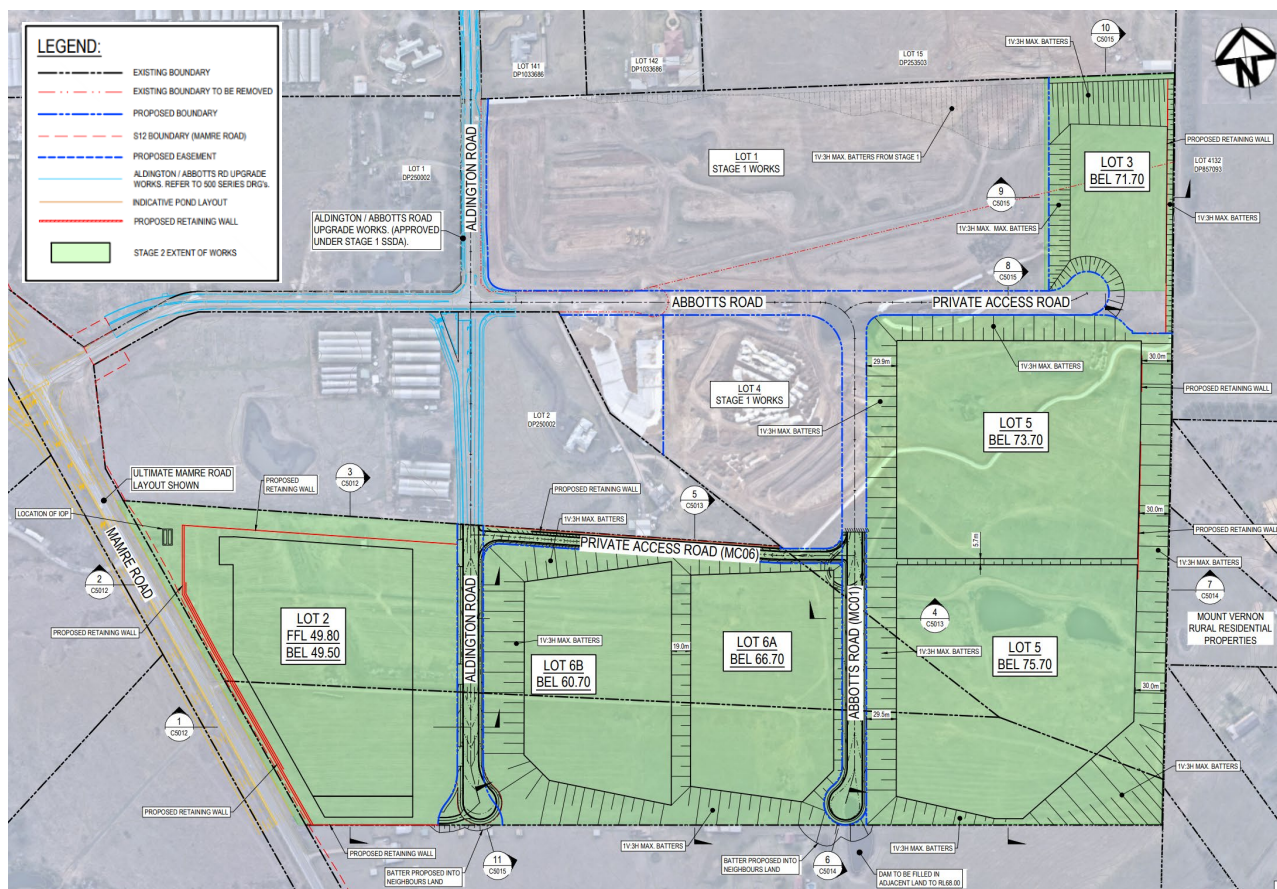 LEGEND:
EXISTING BOUNDARY
EXISTING BOUNDARY TO BE REMOVED
PROPOSED BOUNDARY
S12 BOUNDARY (MAMRE ROAD)
PROPOSED EASEMENT
ALDINGTON / ABBOTTS RD UPGRADE
WORKS. REFER TO 500 SERIES DRG's.
INDICATIVE POND LAYOUT
PROPOSED RETAINING WALL
STAGE 2 EXTENT OF WORKS
LOT 141
DP1033686
LOT 142
DP1033686
LOT 15
DP253503
1V:3H MAX. BATTERS
10
C5015
N
ALDINGTON ROAD
LOT 1
DP250002
LOT 1
STAGE 1 WORKS
1V:3H MAX. BATTERS FROM STAGE 1
LOT 3
BEL 71.70
PROPOSED RETAINING WALL
LOT 4132
DP857093
9
C5015
1V:3H MAX. MAX. BATTERS
1V:3H MAX. BATTERS
ALDINGTON / ABBOTTS ROAD
UPGRADE WORKS. (APPROVED
UNDER STAGE 1 SSDA).
8
C5015
ABBOTTS ROAD
PRIVATE ACCESS ROAD
29.9m
1V:3H MAX. BATTERS
30.0m
LOT 4
STAGE 1 WORKS
PROPOSED RETAINING WALL
LOT 2
DP250002
1V:3H MAX. BATTERS
LOT 5
BEL 73.70
ULTIMATE MAMRE ROAD
LAYOUT SHOWN
3
C5012
PROPOSED
RETAINING WALL
PROPOSED RETAINING WALL
5
C5013
1V:3H MAX. BATTERS
30.0m
LOCATION OF IOP
PROPOSED RETAINING WALL
MAMRE ROAD
PRIVATE ACCESS ROAD (MC06)
5.7m
1V:3H MAX. BATTERS
2
C5012
7
C5014
4
C5013
MOUNT VERNON
RURAL RESIDENTIAL
PROPERTIES
LOT 2
FFL 49.80
BEL 49.50
PROPOSED RETAINING WALL
ALDINGTON ROAD
1V:3H MAX. BATTERS
LOT 6B
BEL 60.70
19.0m
LOT 6A
BEL 66.70
ABBOTTS ROAD (MC01)
1V:3H MAX. BATTERS
LOT 5
BEL 75.70
30.0m
29.5m
1
C5012
1V:3H MAX. BATTERS
PROPOSED RETAINING WALL
PROPOSED RETAINING WALL
BATTER PROPOSED INTO
NEIGHBOURS LAND
11
C5015
1V:3H MAX. BATTERS
BATTER PROPOSED INTO
NEIGHBOURS LAND
6
C5014
1V:3H MAX. BATTERS
DAM TO BE FILLED IN
ADJACENT LAND TO RL68.00